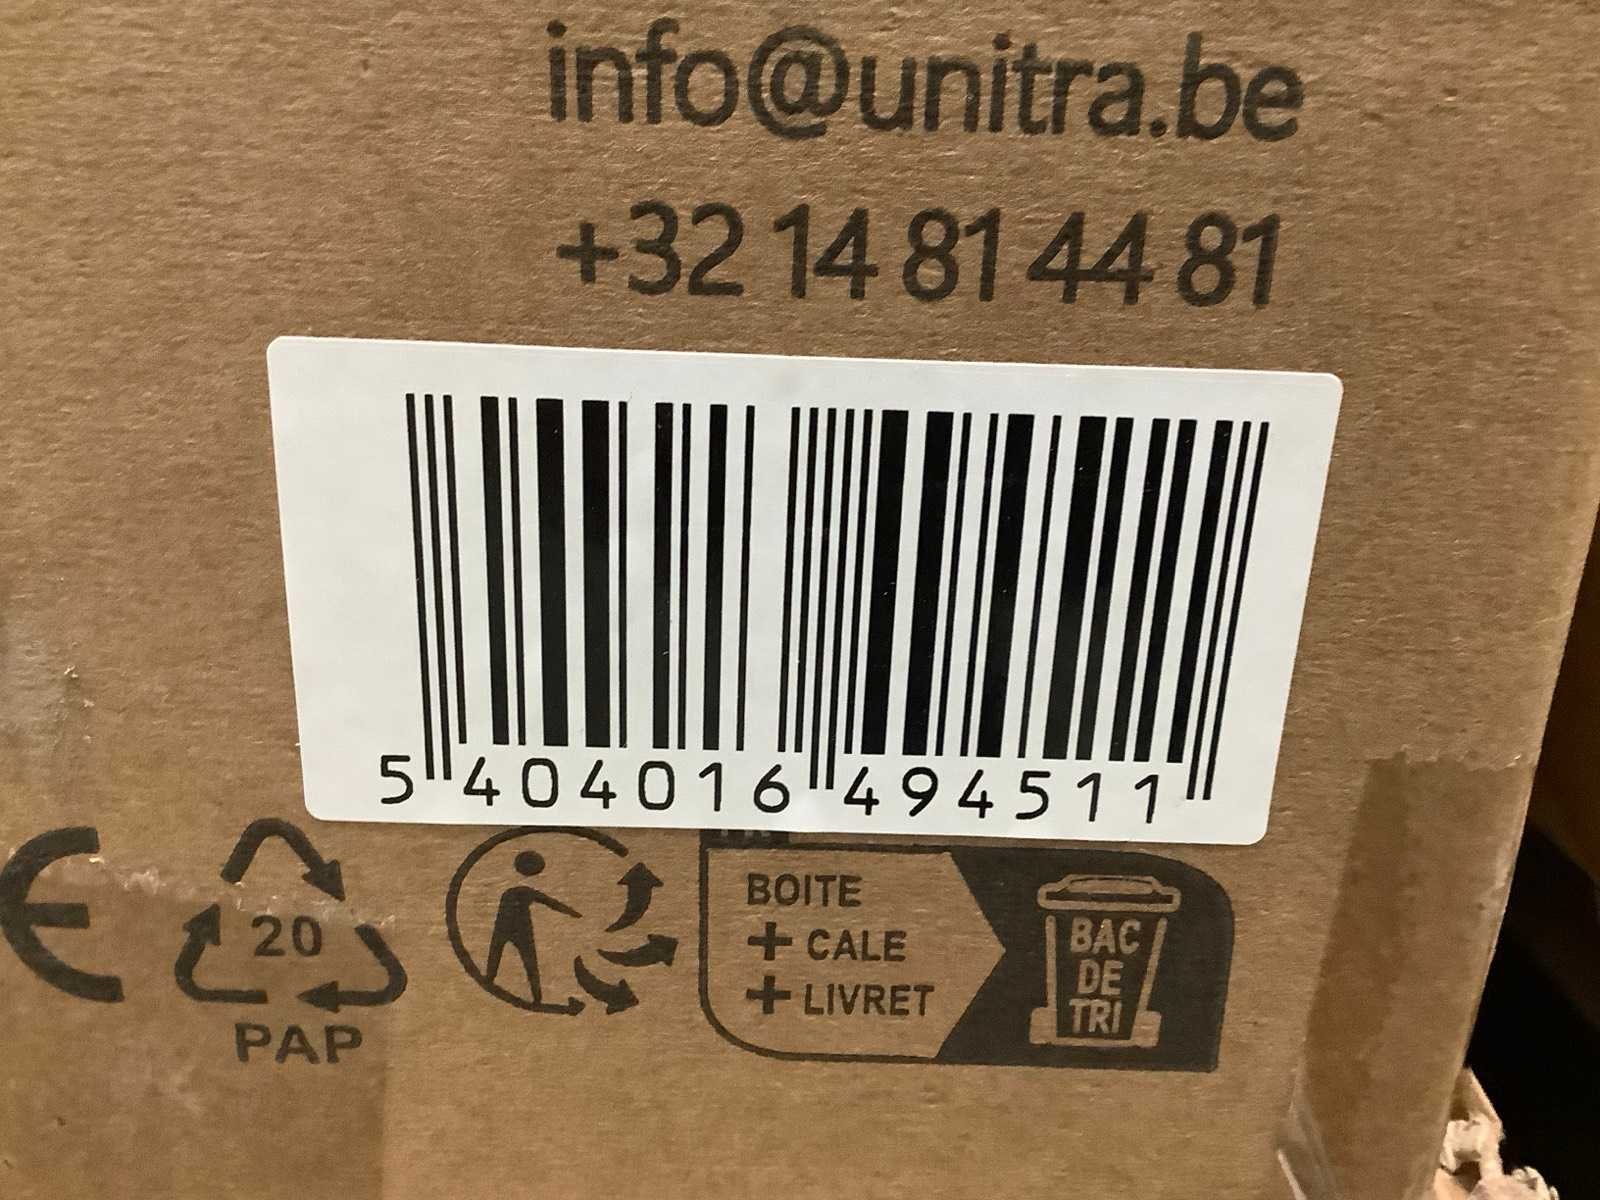 info@unitra.be
+32 14 81 44 81
5 404016 494511
CE
20
PAP
BOITE
+ CALE
+ LIVRET
BAC
DE
TRI